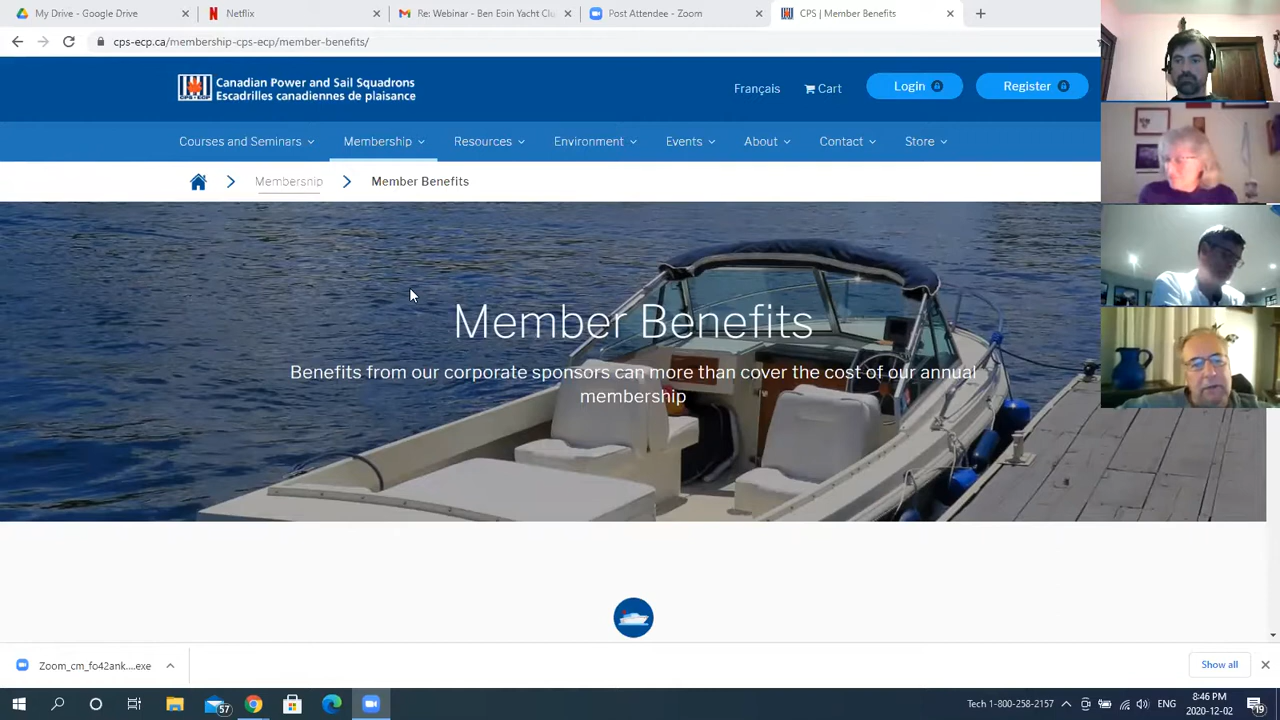 My Drive - Google Drive
Netflix
Re: Webinar - Ben Eoin Yacht Clu
Post Attendee - Zoom
CPS | Member Benefits
cps-ecp.ca/membership-cps-ecp/member-benefits/
Canadian Power and Sail Squadrons
Escadrilles canadiennes de plaisance
CPS-ECP
Français
Cart
Login
Register
Courses and Seminars
Membership
Resources
Environment
Events
About
Contact
Store
Membership
Member Benefits
Member Benefits
Benefits from our corporate sponsors can more than cover the cost of our annual
membership
Zoom_cm_fo42ank....exe
Show all
57
Tech 1-800-258-2157
ENG
8:46 PM
2020-12-02
19